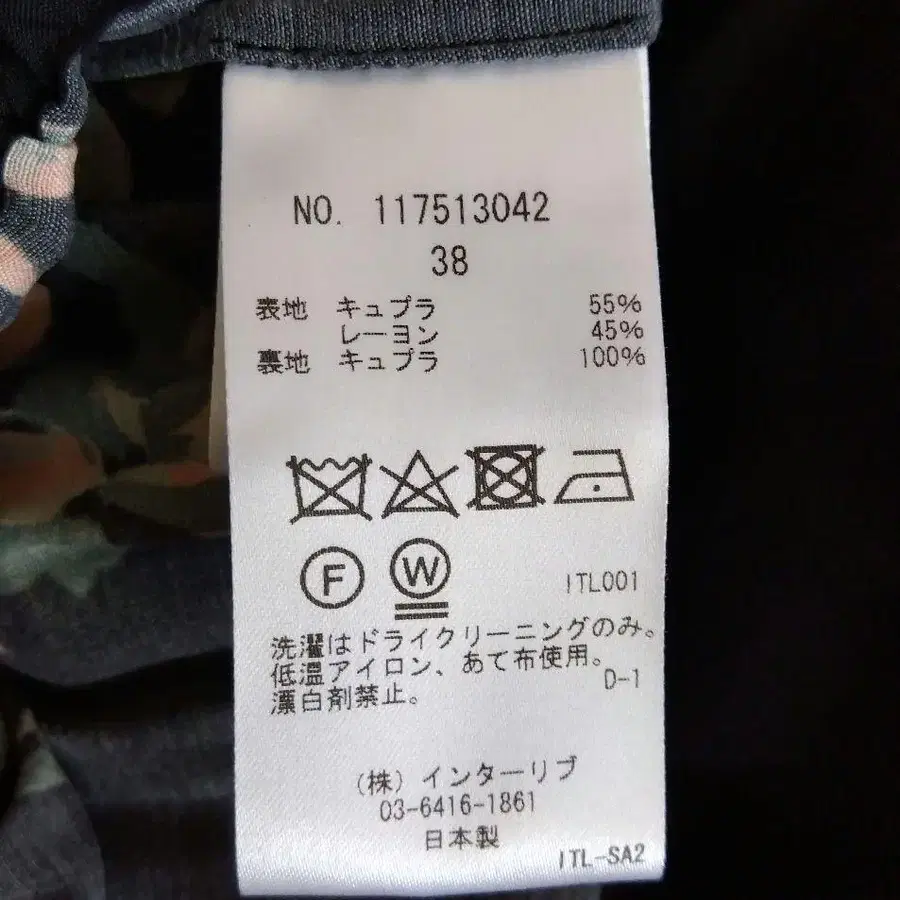 NO. 117513042
38
表地 キュプラ 55%
レーヨン 45%
裏地 キュプラ 100%
F W
ITL001
洗濯はドライクリーニングのみ。
低温アイロン、あて布使用。
漂白剤禁止。
D-1
(株)インターリブ
03-6416-1861
日本製
ITL-SA2